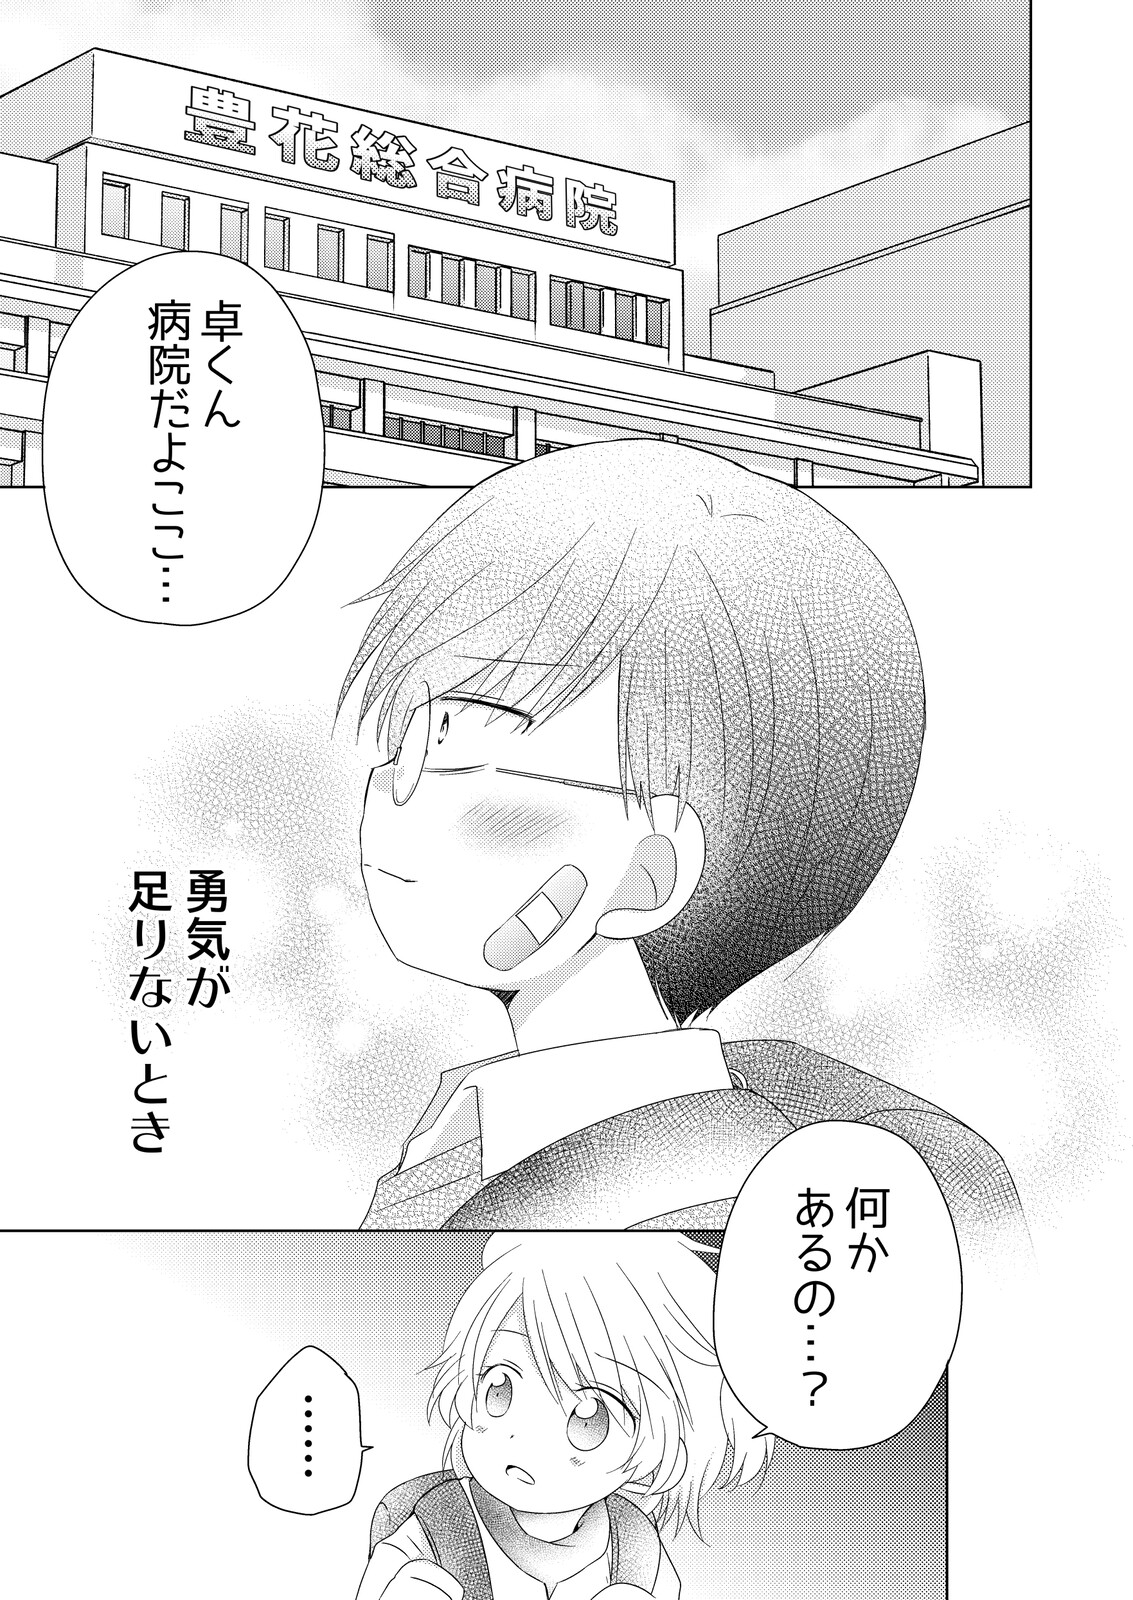 豊花総合病院
卓くん
病院だよここ…
勇気が
足りないとき
何か
あるの…？
……